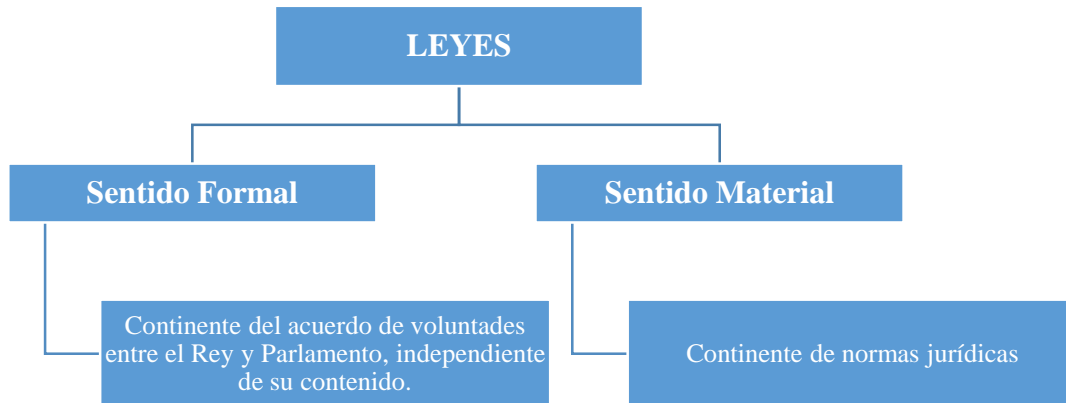 LEYES
Sentido Formal
Sentido Material
Continente del acuerdo de voluntades
entre el Rey y Parlamento, independiente
de su contenido.
Continente de normas jurídicas